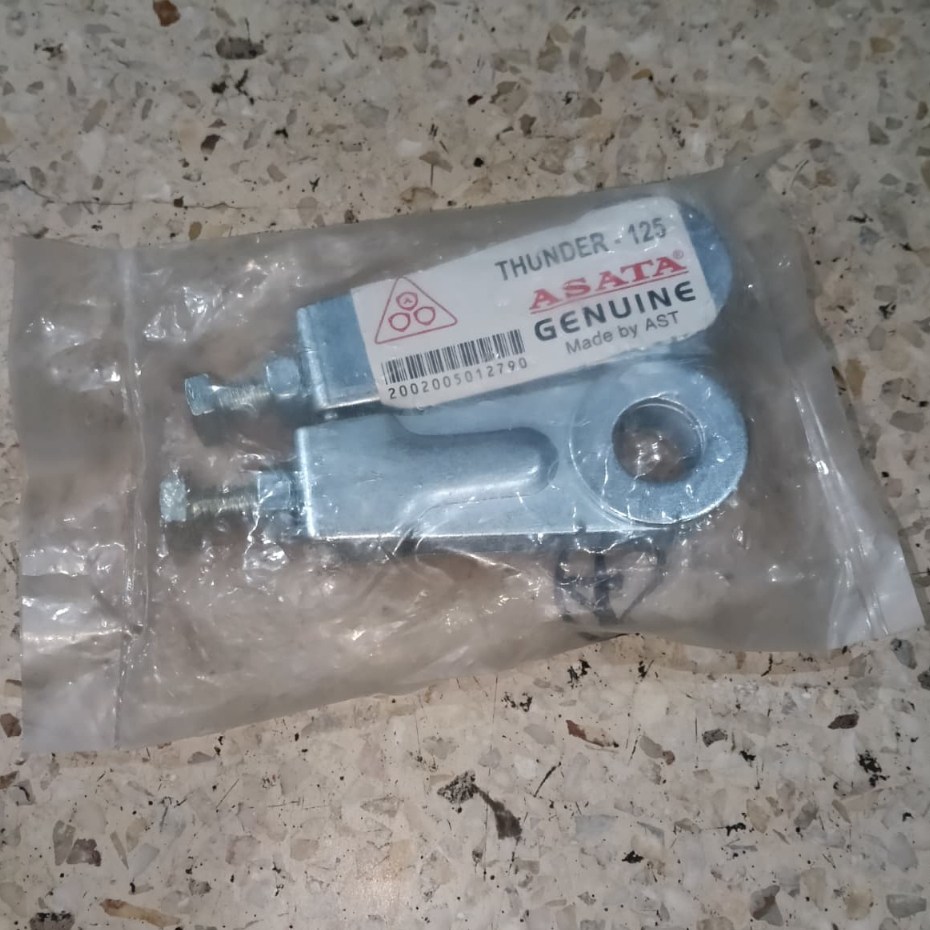 THUNDER - 125
ASATA®
GENUINE
Made by AST
2002005012790